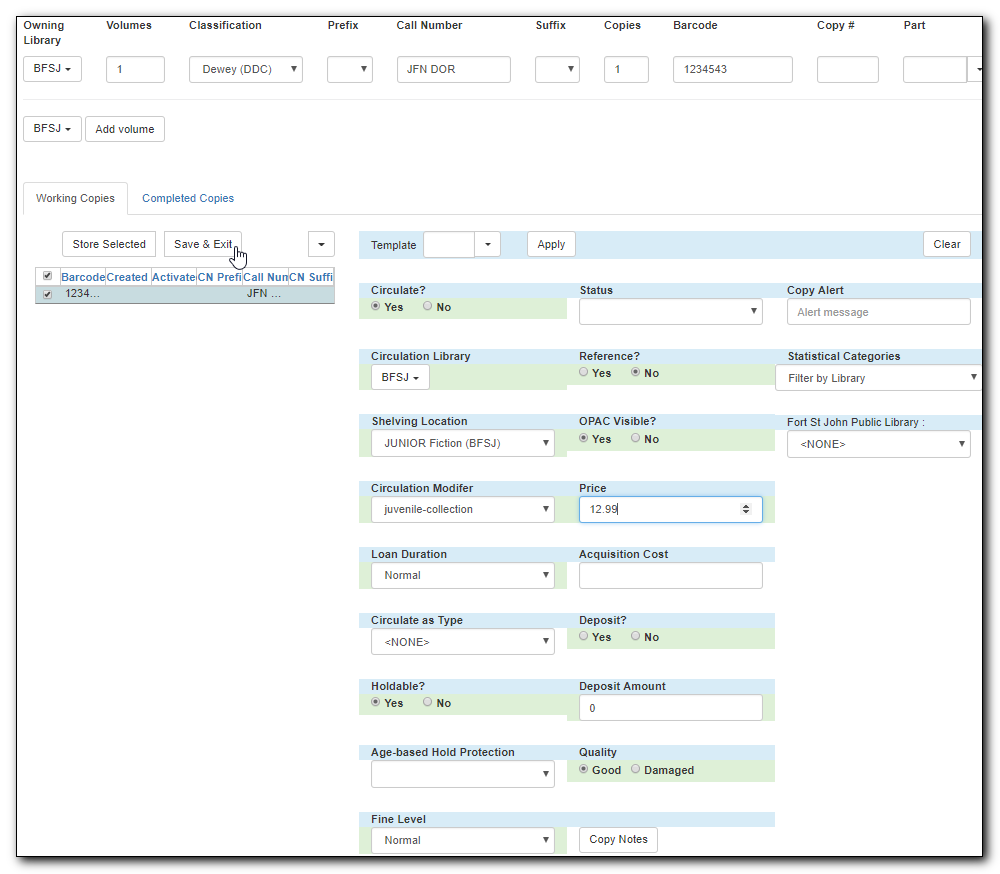 Owning Library Volumes Classification Prefix Call Number Suffix Copies Barcode Copy # Part
BFSJ 1 Dewey (DDC) JFN DOR 1 1234543
BFSJ Add volume
Working Copies Completed Copies
Store Selected Save & Exit Template Apply Clear
Barcode Created Activate CN Prefi Call Num CN Suffi
1234... JFN ...
Circulate? Status Copy Alert
Yes No Alert message
Circulation Library Reference? Statistical Categories
BFSJ Yes No Filter by Library
Shelving Location OPAC Visible? Fort St John Public Library :
JUNIOR Fiction (BFSJ) Yes No <NONE>
Circulation Modifer Price
juvenile-collection 12.99
Loan Duration Acquisition Cost
Normal
Circulate as Type Deposit?
<NONE> Yes No
Holdable? Deposit Amount
Yes No 0
Age-based Hold Protection Quality
Good Damaged
Fine Level
Normal Copy Notes